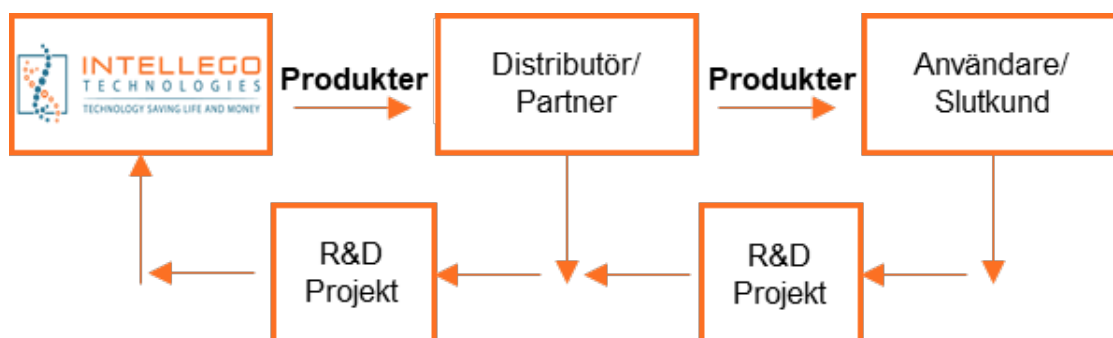 INTELLEGO
TECHNOLOGIES
TECHNOLOGY SAVING LIFE AND MONEY
Produkter
Distributör/
Partner
Produkter
Användare/
Slutkund
R&D
Projekt
R&D
Projekt